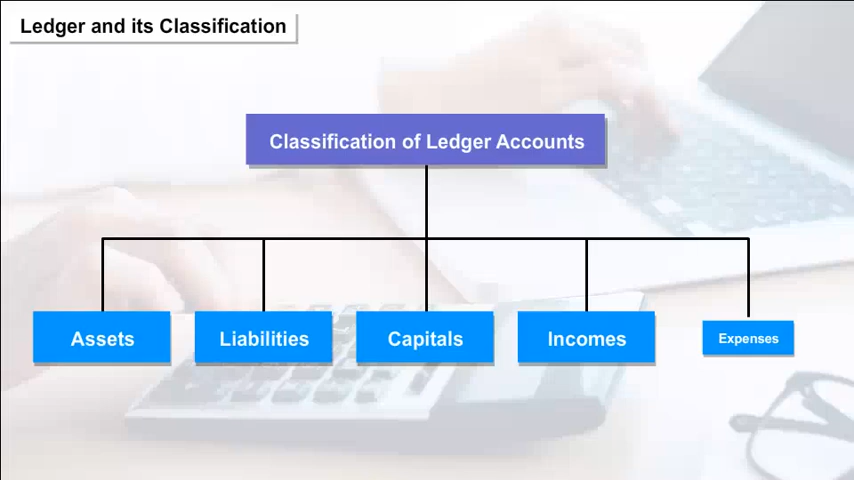 Ledger and its Classification
Classification of Ledger Accounts
Assets
Liabilities
Capitals
Incomes
Expenses